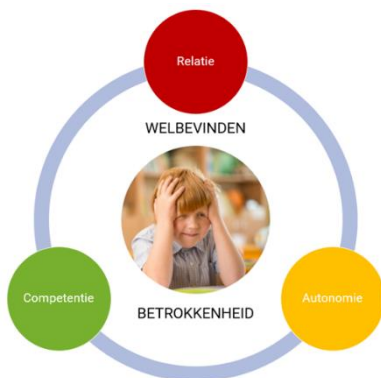 Relatie
WELBEVINDEN
Competentie
Autonomie
BETROKKENHEID